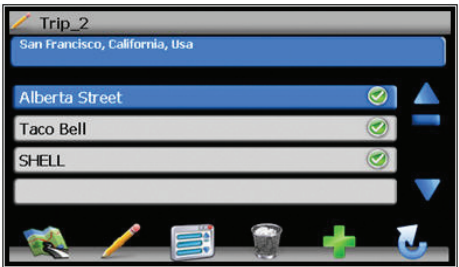 Trip_2
San Francisco, California, Usa
Alberta Street
Taco Bell
SHELL